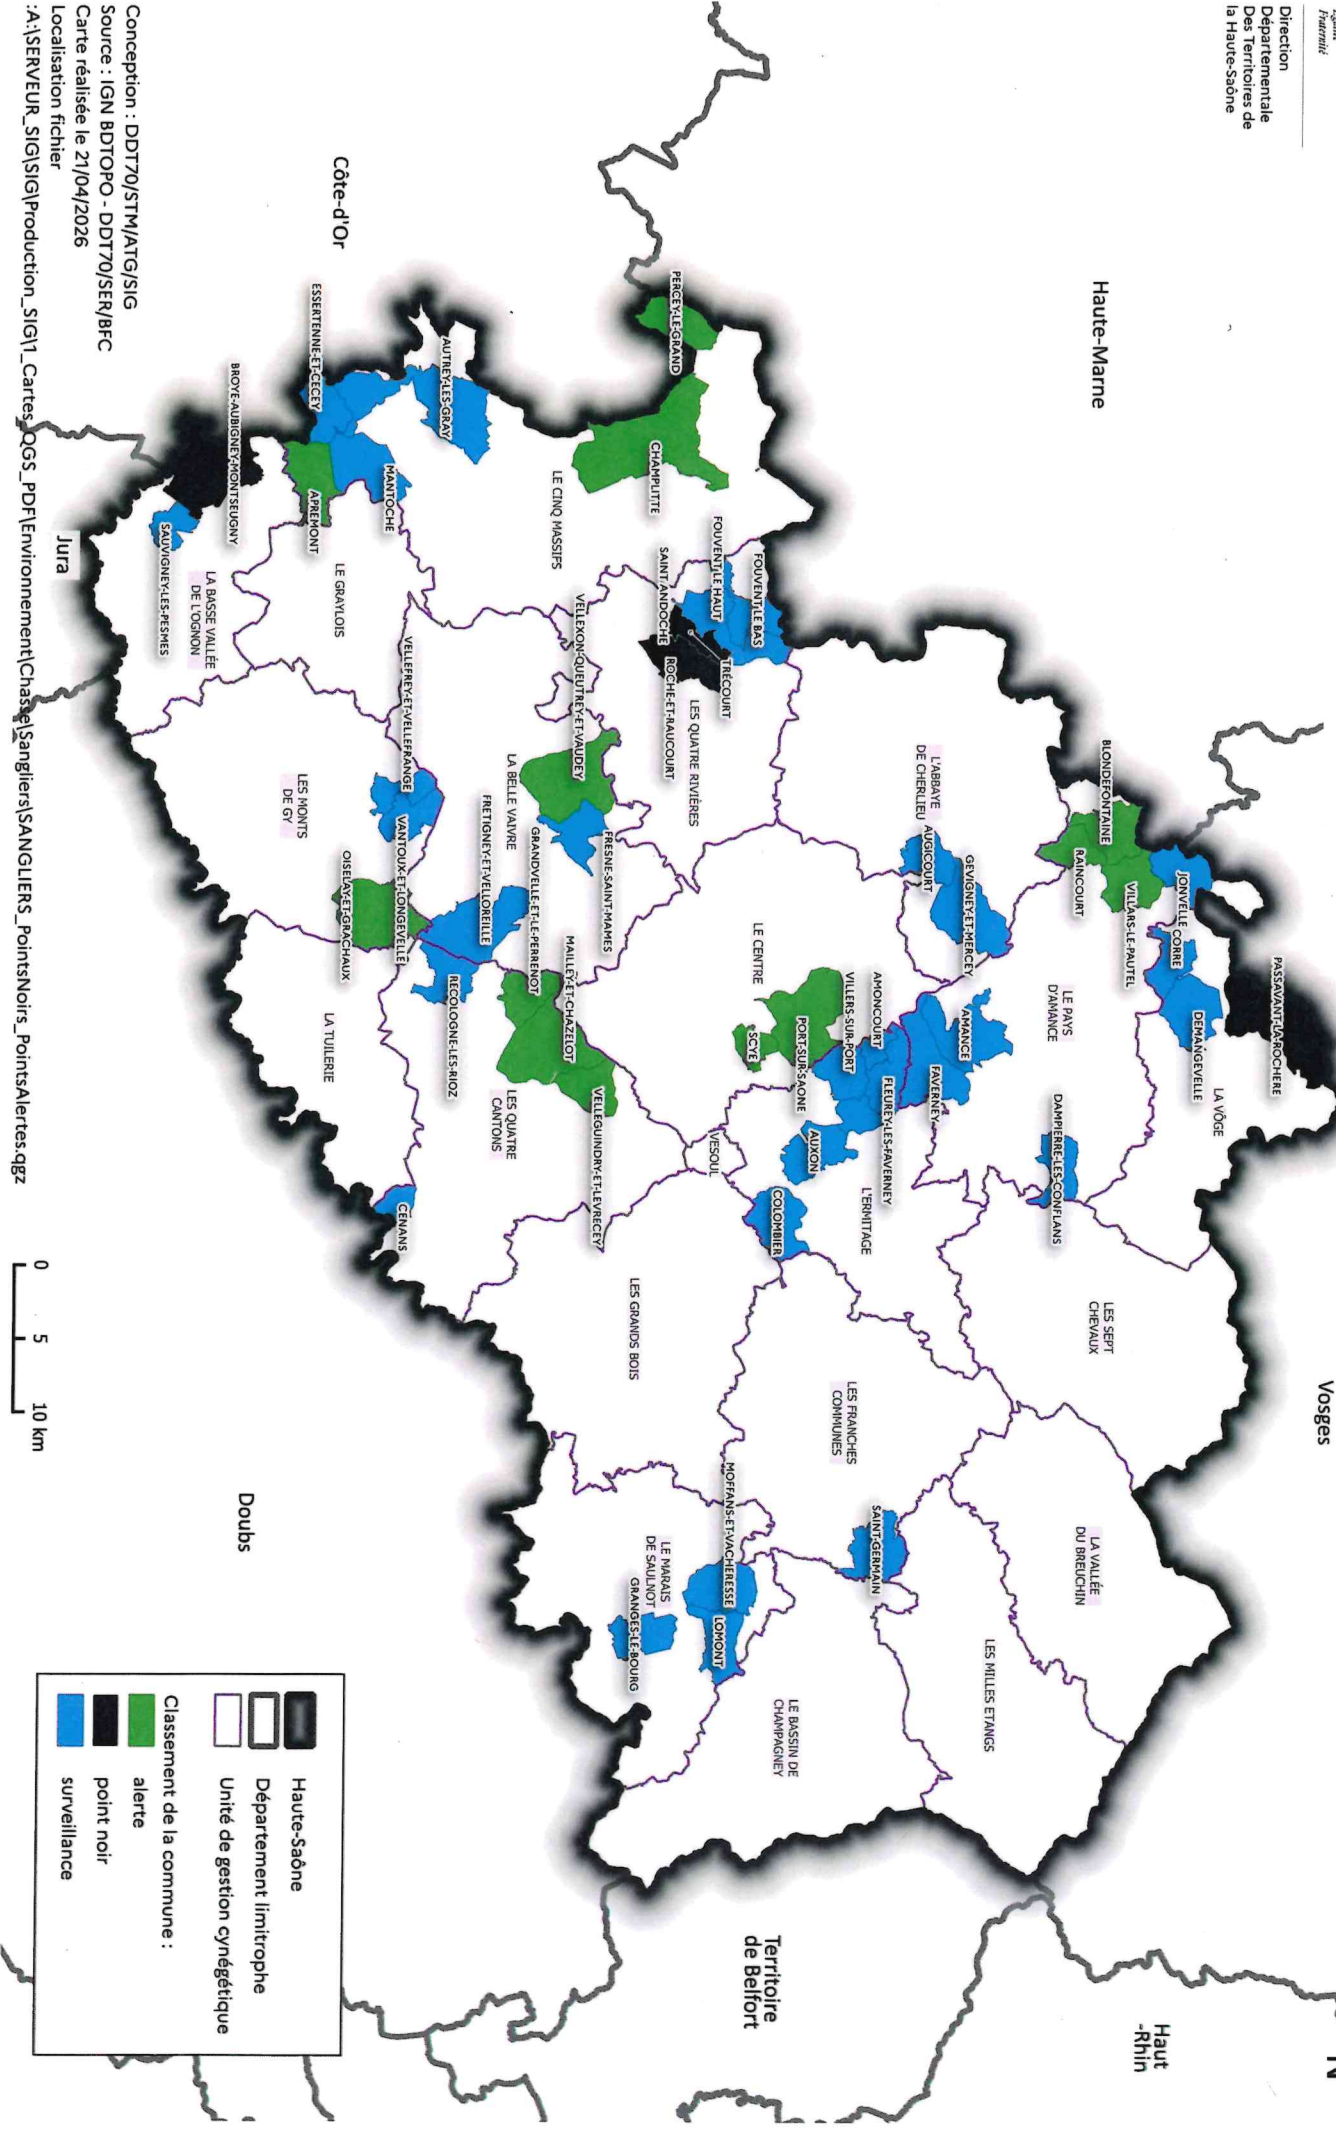 Fraternité
Direction
Départementale
Des Territoires de
la Haute-Saône
N
Vosges
Haute-Marne
Haut
-Rhin
Territoire
de Belfort
Doubs
Jura
Côte-d'Or
PASSAVANT-LA-ROCHERE
JONVELLE
CORRE
DEMANGEVELLE
LA VÔGE
BLONDEFONTAINE
VILLARS-LE-PAUTEL
RAINCOURT
LE PAYS
D'AMANCE
DAMPIERRE-LES-CONFLANS
LES SEPT
CHEVAUX
LA VALLÉE
DU BREUCHIN
LES MILLES ETANGS
GEVIGNEY-ET-MERCEY
AUGICOURT
L'ABBAYE
DE CHERLIEU
AMANCE
FAVERNEY
AMONCOURT
FLEUREY-LES-FAVERNEY
VILLERS-SUR-PORT
PORT-SUR-SAONE
SCYE
AUXON
L'ERMITAGE
COLOMBIER
VESOUL
LE CENTRE
LES FRANCHES
COMMUNES
SAINT-GERMAIN
LE BASSIN DE
CHAMPAGNEY
MOFFANS-ET-VACHERESSE
LOMONT
LE MARAIS
DE SAULNOT
GRANGES-LE-BOURG
LES GRANDS BOIS
FOUVENT-LE BAS
FOUVENT-LE HAUT
TRÉCOURT
SAINT-ANDOCHE
ROCHE-ET-RAUCOURT
LES QUATRE RIVIÈRES
PERCEY-LE-GRAND
CHAMPLITTE
LE CINQ MASSIFS
VELLEXON-QUEUTREY-ET-VAUDEY
FRESNE-SAINT-MAMES
LA BELLE VAIVRE
GRANDVELLE-ET-LE-PERRENOT
MAILLEY-ET-CHAZELOT
VELLEGUINDRY-ET-LEVRECEY
FRETIGNEY-ET-VELLOREILLE
RECOLOGNE-LES-RIOZ
LES QUATRE
CANTONS
AUTREY-LES-GRAY
MANTOCHE
ESSERTENNE-ET-CECEY
APREMONT
LE GRAYLOIS
VELLEFREY-ET-VELLEFRANGE
VANTOUX-ET-LONGEVELLE
OISELAY-ET-GRACHAUX
LES MONTS
DE GY
LA TUILERIE
CENANS
BROYE-AUBIGNEY-MONTSEUGNY
SAUVIGNEY-LES-PESMES
LA BASSE VALLÉE
DE L'OGNON
Haute-Saône
Département limitrophe
Unité de gestion cynégétique
Classement de la commune :
alerte
point noir
surveillance
0 5 10 km
Conception : DDT70/STM/ATG/SIG
Source : IGN BDTOPO - DDT70/SER/BFC
Carte réalisée le 21/04/2026
Localisation fichier
:A:\SERVEUR_SIG\SIG\Production_SIG\1_Cartes_QGS_PDF\Environnement\Chasse\Sangliers\SANGLIERS_PointsNoirs_PointsAlertes.qgz